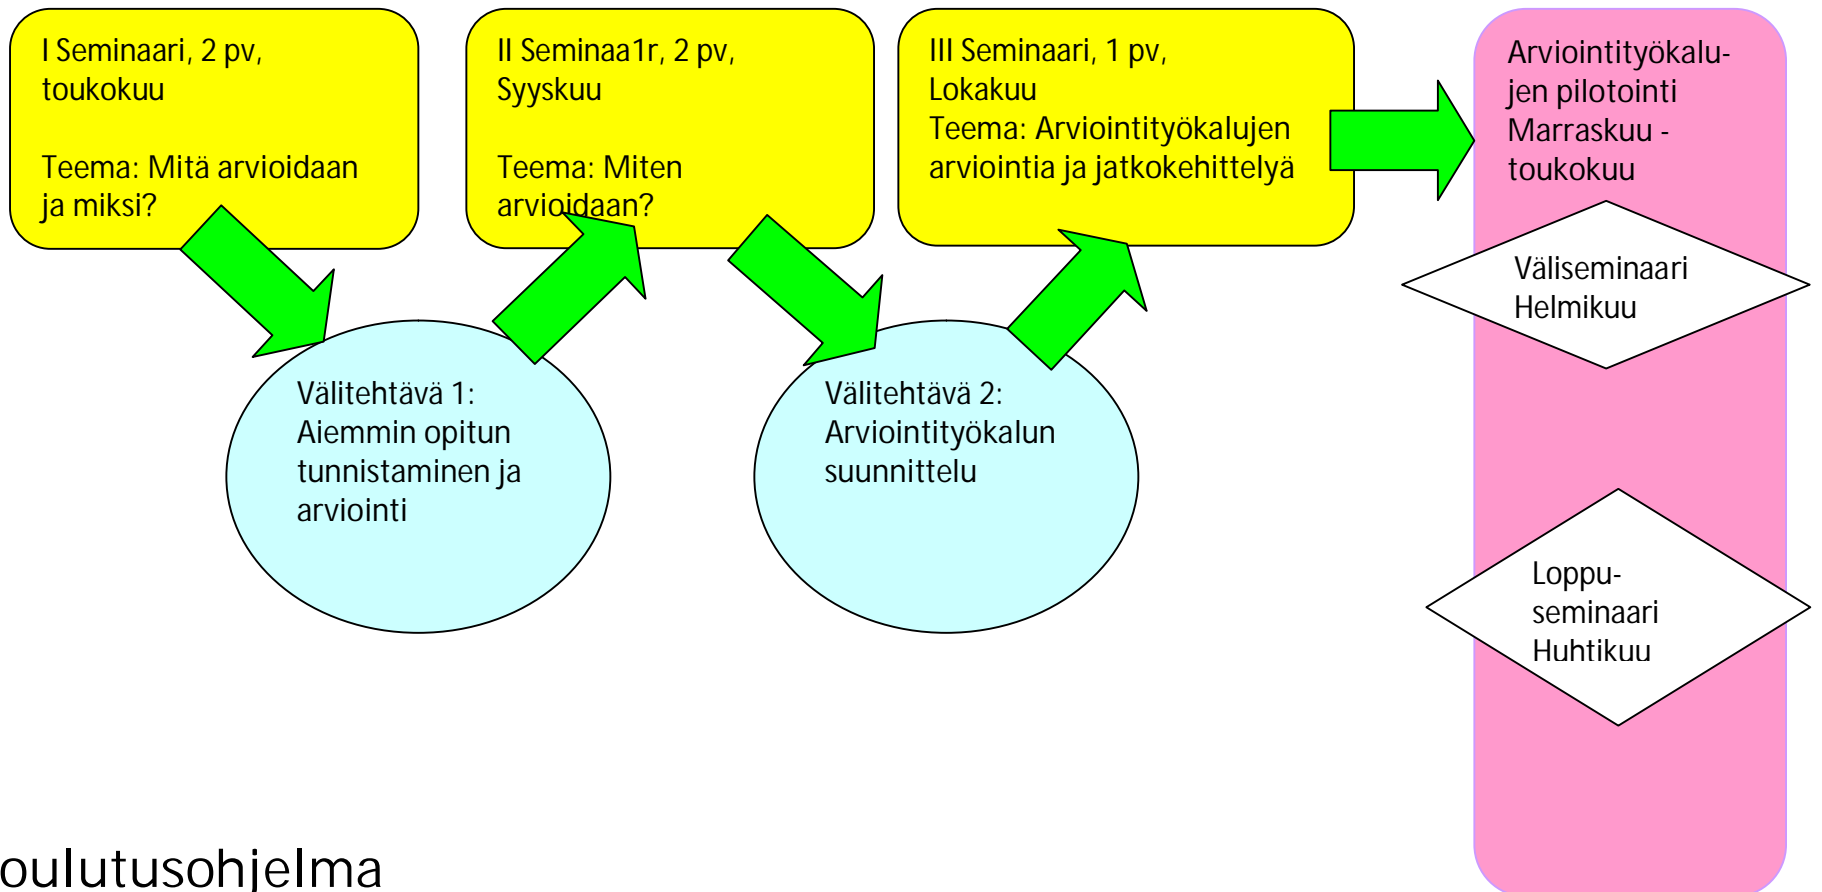 I Seminaari, 2 pv,
toukokuu
Teema: Mitä arvioidaan
ja miksi?
II Seminaa1r, 2 pv,
Syyskuu
Teema: Miten
arvioidaan?
III Seminaari, 1 pv,
Lokakuu
Teema: Arviointityökalujen
arviointia ja jatkokehittelyä
Arviointityökalu-
jen pilotointi
Marraskuu -
toukokuu
Väliseminaari
Helmikuu
Välitehtävä 1:
Aiemmin opitun
tunnistaminen ja
arviointi
Välitehtävä 2:
Arviointityökalun
suunnittelu
Loppu-
seminaari
Huhtikuu
oulutusohjelma